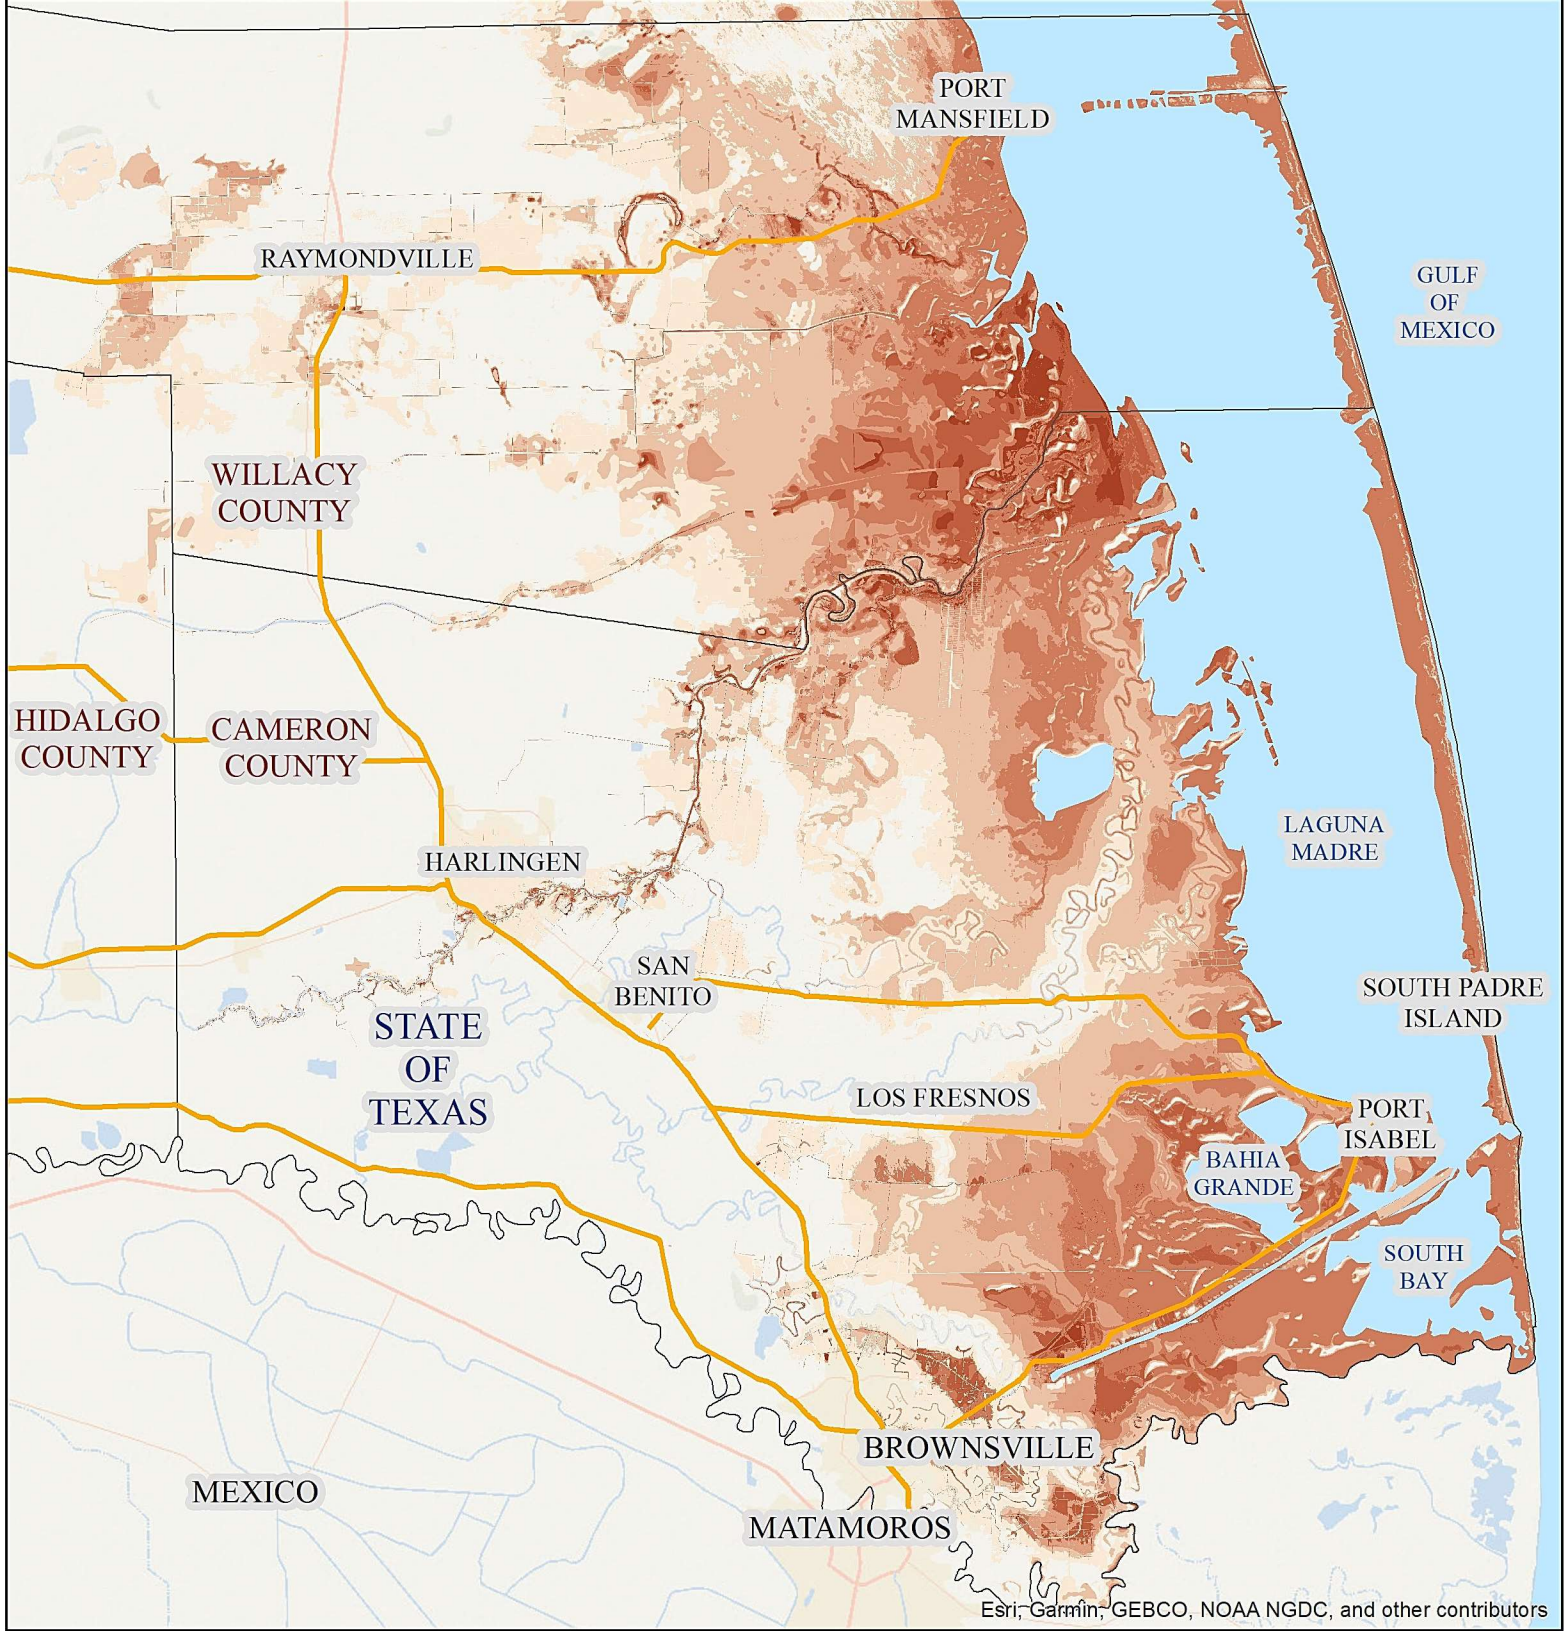 PORT
MANSFIELD
RAYMONDVILLE
GULF
OF
MEXICO
WILLACY
COUNTY
HIDALGO
COUNTY
CAMERON
COUNTY
LAGUNA
MADRE
HARLINGEN
SAN
BENITO
SOUTH PADRE
ISLAND
STATE
OF
TEXAS
LOS FRESNOS
PORT
ISABEL
BAHIA
GRANDE
SOUTH
BAY
BROWNSVILLE
MEXICO
MATAMOROS
Esri, Garmin, GEBCO, NOAA NGDC, and other contributors